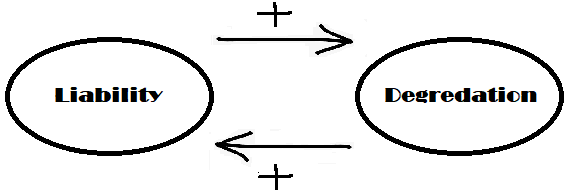 +
Liability
Degredation
+